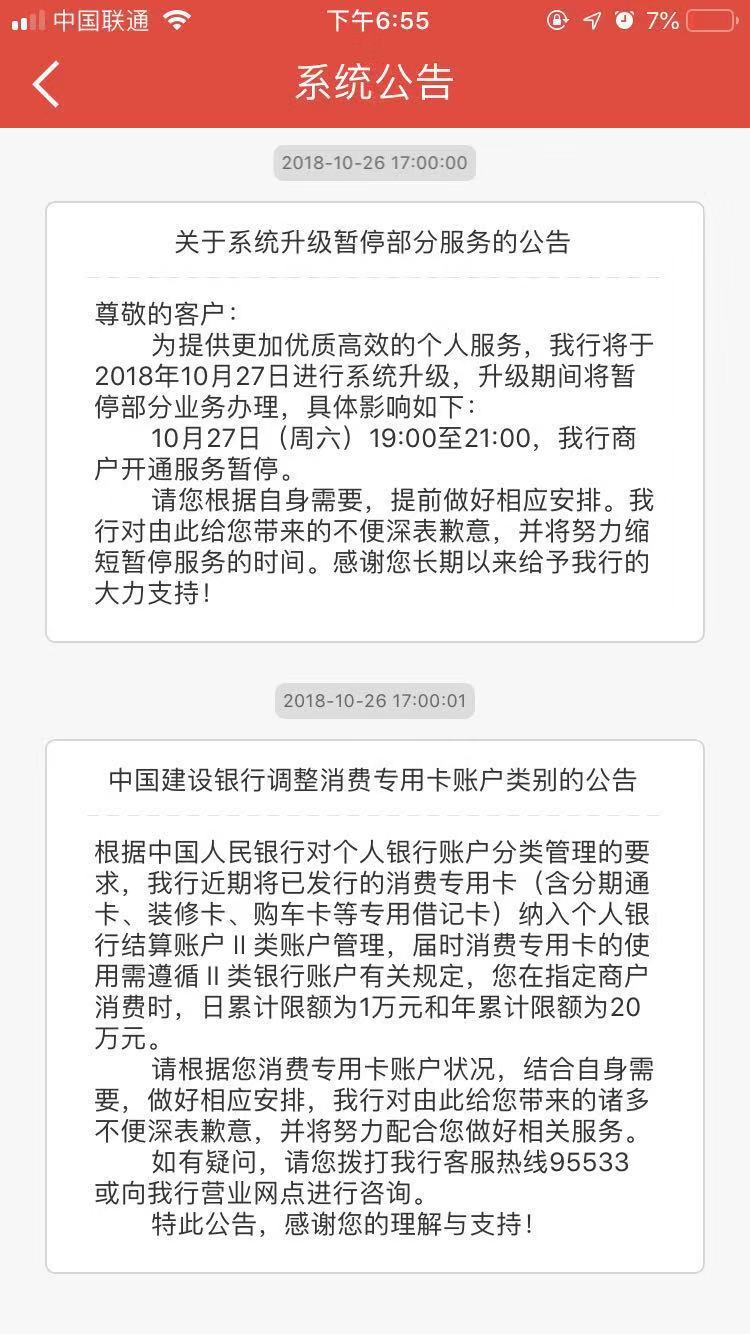 中国联通
下午6:55
7%
系统公告
2018-10-26 17:00:00
关于系统升级暂停部分服务的公告
尊敬的客户：
为提供更加优质高效的个人服务，我行将于
2018年10月27日进行系统升级，升级期间将暂
停部分业务办理，具体影响如下：
10月27日（周六）19:00至21:00，我行商
户开通服务暂停。
请您根据自身需要，提前做好相应安排。我
行对由此给您带来的不便深表歉意，并将努力缩
短暂停服务的时间。感谢您长期以来给予我行的
大力支持！
2018-10-26 17:00:01
中国建设银行调整消费专用卡账户类别的公告
根据中国人民银行对个人银行账户分类管理的要
求，我行近期将已发行的消费专用卡（含分期通
卡、装修卡、购车卡等专用借记卡）纳入个人银
行结算账户Ⅱ类账户管理，届时消费专用卡的使
用需遵循Ⅱ类银行账户有关规定，您在指定商户
消费时，日累计限额为1万元和年累计限额为20
万元。
请根据您消费专用卡账户状况，结合自身需
要，做好相应安排，我行对由此给您带来的诸多
不便深表歉意，并将努力配合您做好相关服务。
如有疑问，请您拨打我行客服热线95533
或向我行营业网点进行咨询。
特此公告，感谢您的理解与支持！